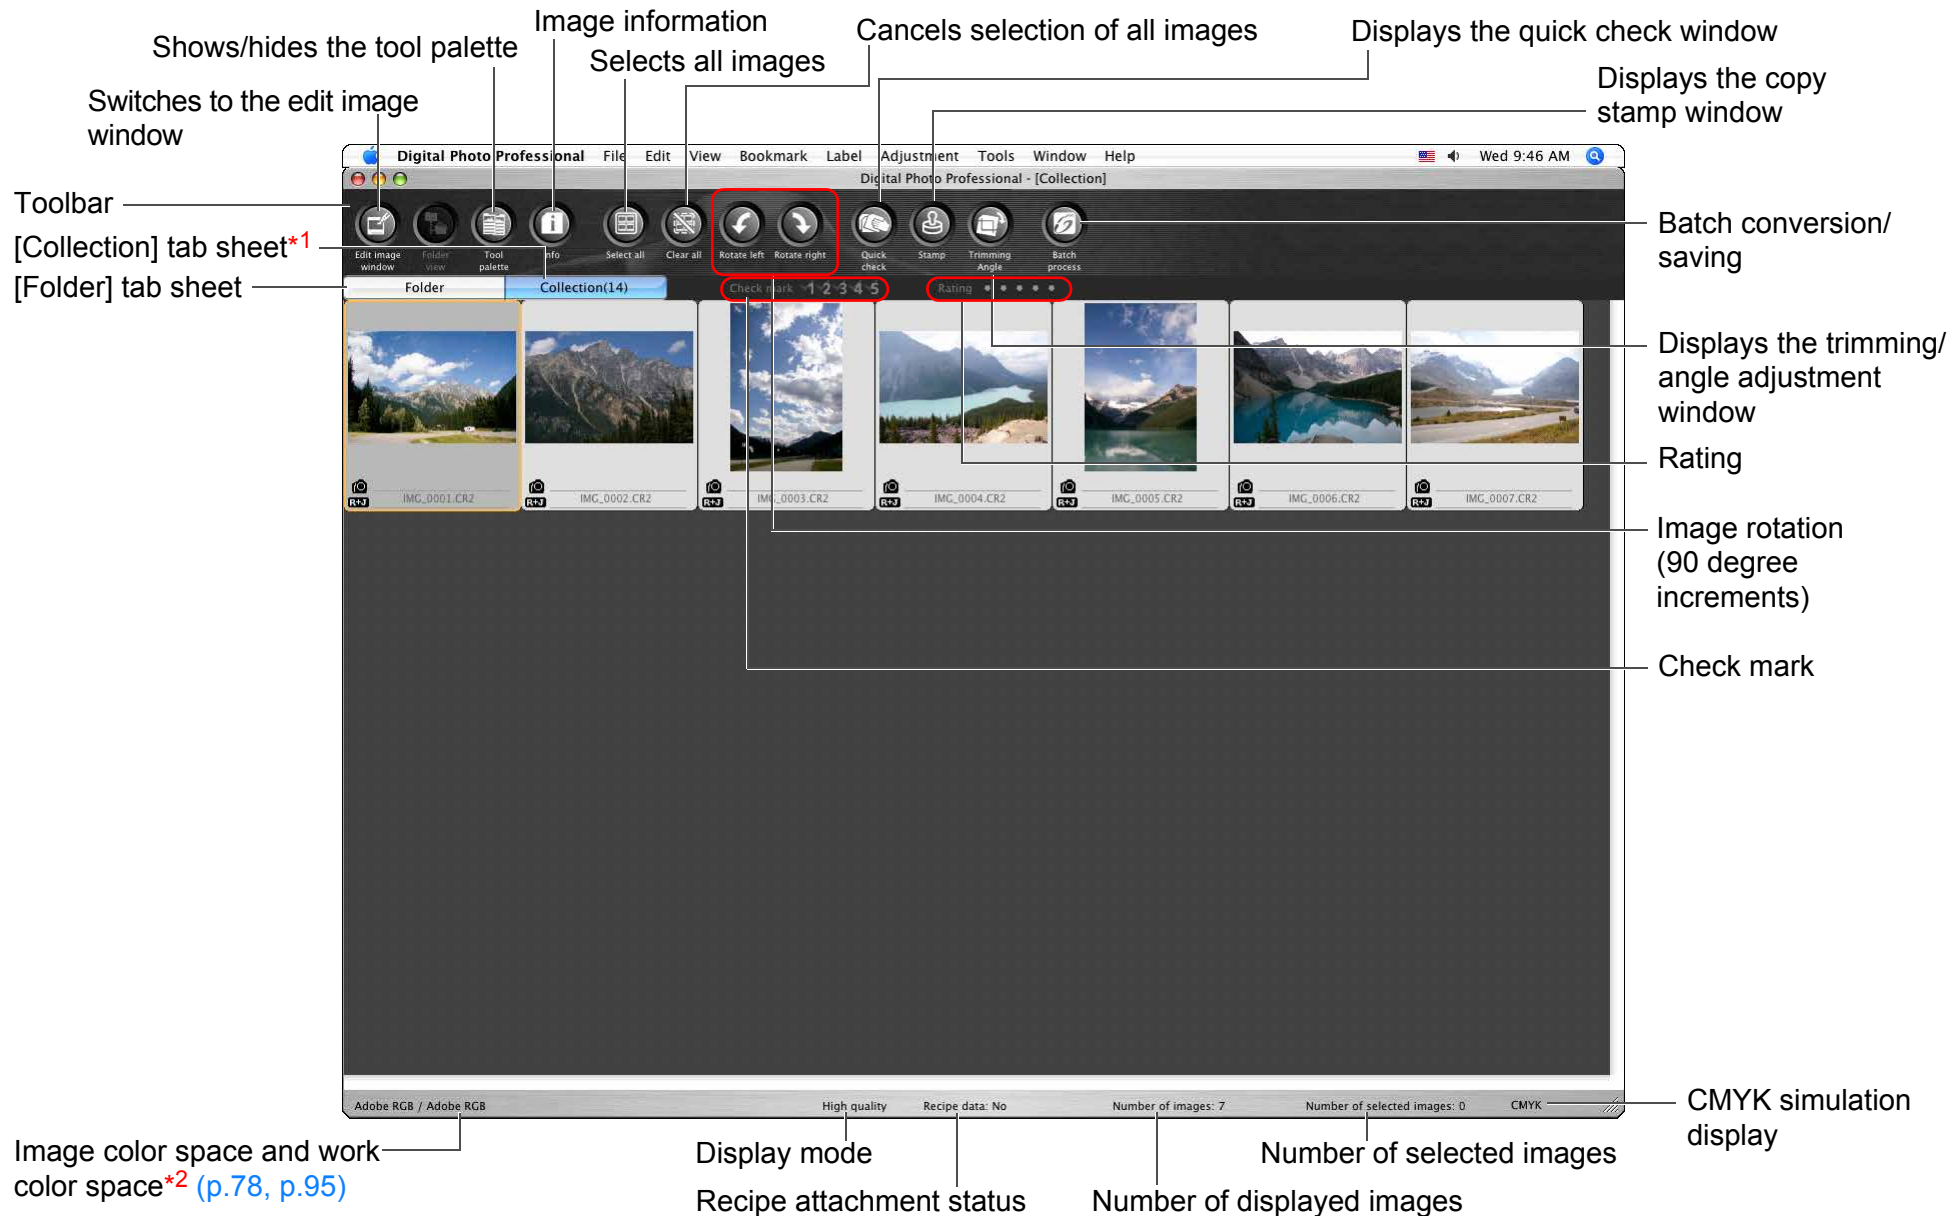 Image information
Cancels selection of all images
Displays the quick check window
Shows/hides the tool palette
Selects all images
Displays the copy
stamp window
Switches to the edit image
window
Digital Photo Professional File Edit View Bookmark Label Adjustment Tools Window Help Wed 9:46 AM
Digital Photo Professional - [Collection]
Toolbar
[Collection] tab sheet*1
[Folder] tab sheet
Edit image
window
Folder
view
Tool
palette
Info
Select all
Clear all
Rotate left
Rotate right
Quick
check
Stamp
Trimming
Angle
Batch
process
Folder
Collection(14)
Check mark 1 2 3 4 5
Rating
Batch conversion/
saving
Displays the trimming/
angle adjustment
window
Rating
Image rotation
(90 degree
increments)
Check mark
R+J
IMG_0001.CR2
R+J
IMG_0002.CR2
R+J
IMG_0003.CR2
R+J
IMG_0004.CR2
R+J
IMG_0005.CR2
R+J
IMG_0006.CR2
R+J
IMG_0007.CR2
Adobe RGB / Adobe RGB
High quality
Recipe data: No
Number of images: 7
Number of selected images: 0
CMYK
CMYK simulation
display
Image color space and work
color space*2 (p.78, p.95)
Display mode
Recipe attachment status
Number of displayed images
Number of selected images